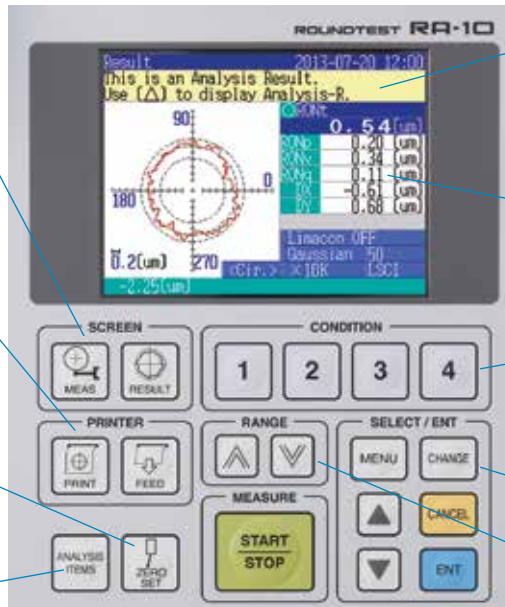 ROUNDTEST RA-10
Result 2013-07-20 12:00
This is an Analysis Result.
Use (△) to display Analysis-R.
RONt
0.54(um)
RONp 0.20 (um)
RONv 0.34 (um)
RONq 0.11 (um)
DX -0.61 (um)
DY 0.68 (um)
90
0
180
270
0.2(um)
Limacon OFF
Gaussian 50
<Cir.> ×10K LSCI
-2.25(um)
SCREEN
MEAS
RESULT
CONDITION
1 2 3 4
PRINTER
PRINT
FEED
RANGE
SELECT/ENT
MENU
CHANGE
CANCEL
ENT
MEASURE
START
STOP
ANALYSIS
ITEMS
ZERO
SET